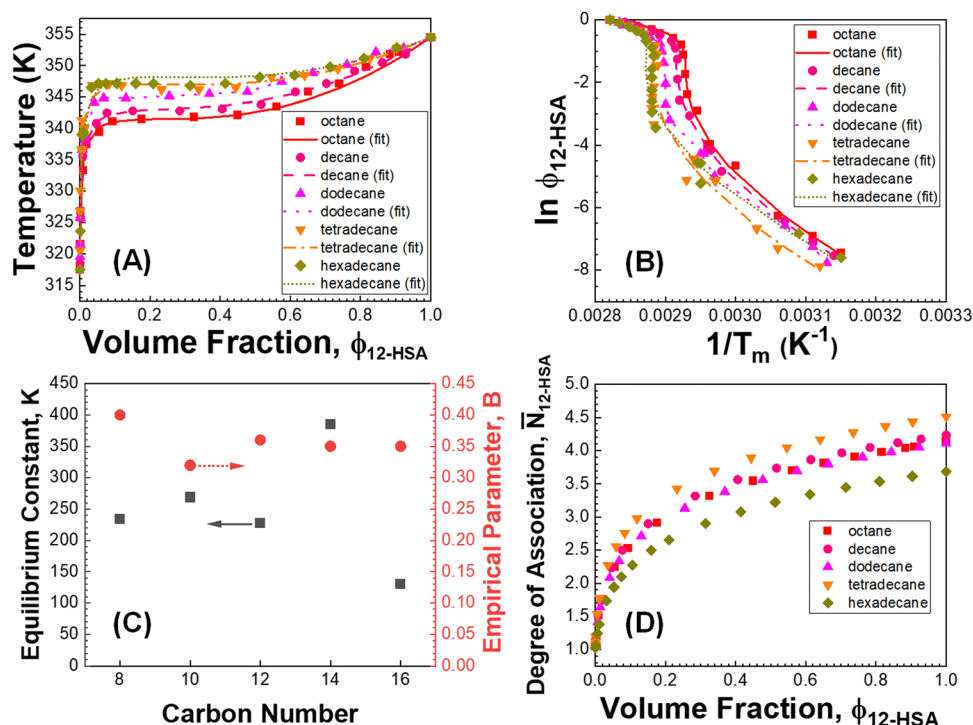 355
350
345
340
335
330
325
320
315
0.0 0.2 0.4 0.6 0.8 1.0
Temperature (K)
Volume Fraction, ϕ12-HSA
(A)
octane
octane (fit)
decane
decane (fit)
dodecane
dodecane (fit)
tetradecane
tetradecane (fit)
hexadecane
hexadecane (fit)
0
-2
-4
-6
-8
0.0028 0.0029 0.0030 0.0031 0.0032 0.0033
ln ϕ12-HSA
1/Tm (K-1)
(B)
octane
octane (fit)
decane
decane (fit)
dodecane
dodecane (fit)
tetradecane
tetradecane (fit)
hexadecane
hexadecane (fit)
450
400
350
300
250
200
150
100
50
0
8 10 12 14 16
0.45
0.40
0.35
0.30
0.25
0.20
0.15
0.10
0.05
0.00
Equilibrium Constant, K
Empirical Parameter, B
Carbon Number
(C)
5.0
4.5
4.0
3.5
3.0
2.5
2.0
1.5
1.0
0.0 0.2 0.4 0.6 0.8 1.0
Degree of Association, N̅12-HSA
Volume Fraction, ϕ12-HSA
(D)
octane
decane
dodecane
tetradecane
hexadecane